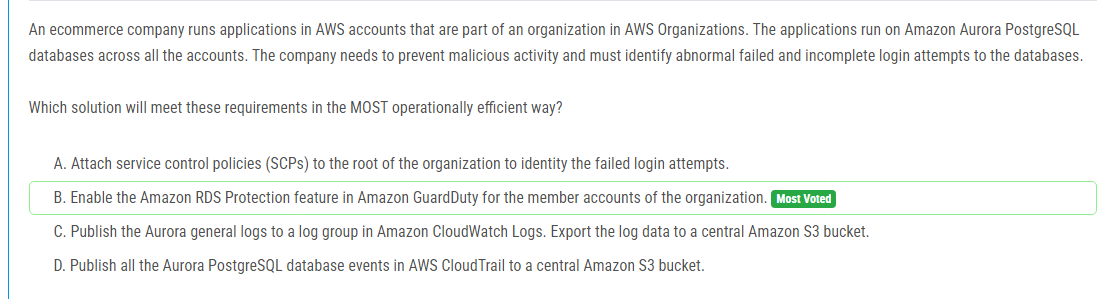 An ecommerce company runs applications in AWS accounts that are part of an organization in AWS Organizations. The applications run on Amazon Aurora PostgreSQL
databases across all the accounts. The company needs to prevent malicious activity and must identify abnormal failed and incomplete login attempts to the databases.
Which solution will meet these requirements in the MOST operationally efficient way?
A. Attach service control policies (SCPs) to the root of the organization to identity the failed login attempts.
B. Enable the Amazon RDS Protection feature in Amazon GuardDuty for the member accounts of the organization. Most Voted
C. Publish the Aurora general logs to a log group in Amazon CloudWatch Logs. Export the log data to a central Amazon S3 bucket.
D. Publish all the Aurora PostgreSQL database events in AWS CloudTrail to a central Amazon S3 bucket.